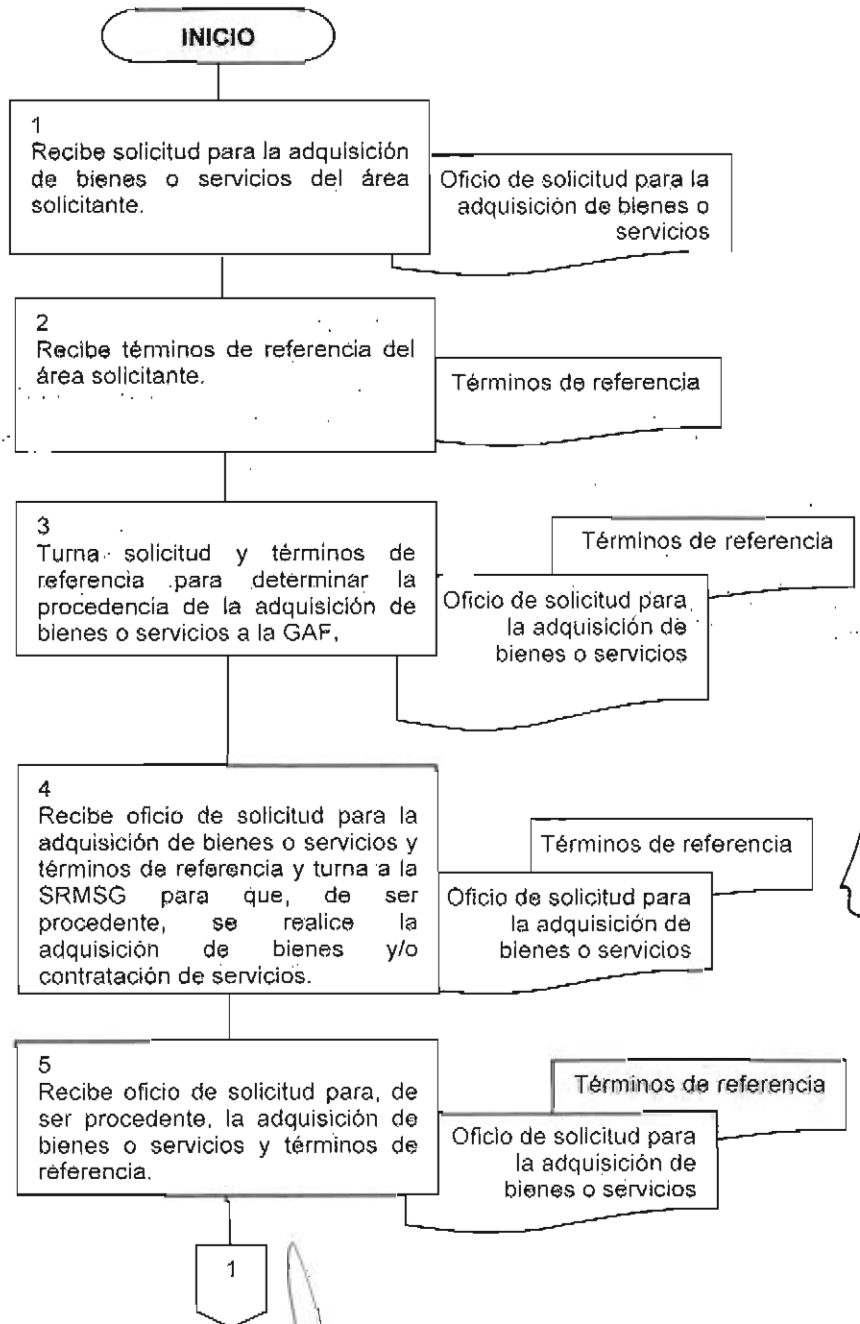 INICIO
1
Recibe solicitud para la adquisición
de bienes o servicios del área
solicitante.
Oficio de solicitud para la
adquisición de bienes o
servicios
2
Recibe términos de referencia del
área solicitante.
Términos de referencia
3
Turna solicitud y términos de
referencia para determinar la
procedencia de la adquisición de
bienes o servicios a la GAF,
Términos de referencia
Oficio de solicitud para
la adquisición de
bienes o servicios
4
Recibe oficio de solicitud para la
adquisición de bienes o servicios y
términos de referencia y turna a la
SRMSG para que, de ser
procedente, se realice la
adquisición de bienes y/o
contratación de servicios.
Términos de referencia
Oficio de solicitud para
la adquisición de
bienes o servicios
5
Recibe oficio de solicitud para, de
ser procedente, la adquisición de
bienes o servicios y términos de
referencia.
Términos de referencia
Oficio de solicitud para
la adquisición de
bienes o servicios
1